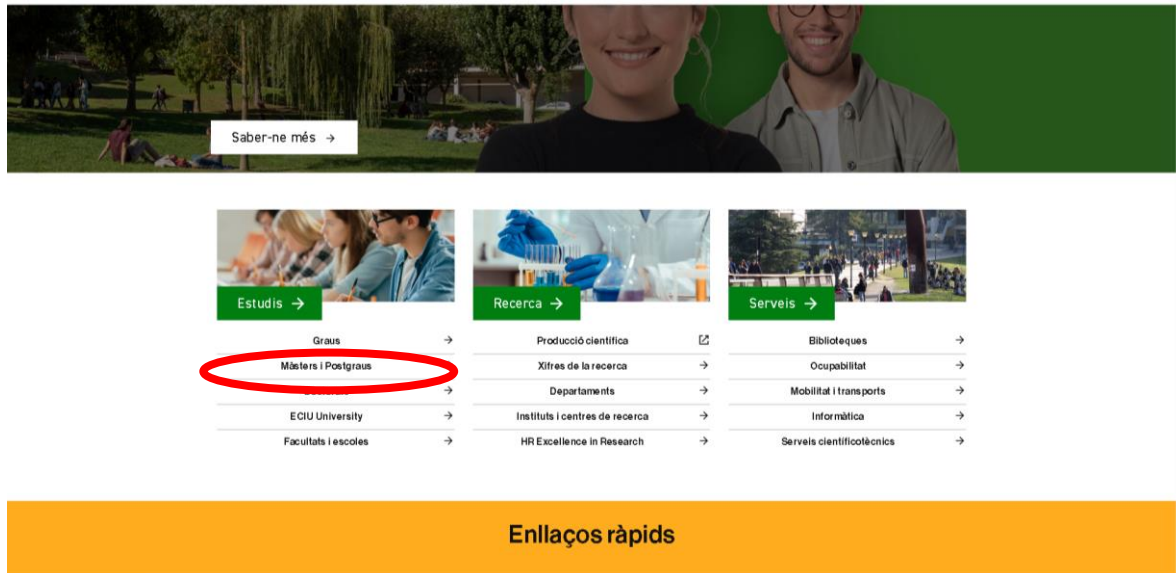 Saber-ne més →
Estudis →
Graus →
Màsters i Postgraus
ECIU University →
Facultats i escoles →
Recerca →
Producció científica
Xifres de la recerca →
Departaments →
Instituts i centres de recerca →
HR Excellence in Research →
Serveis →
Biblioteques →
Ocupabilitat →
Mobilitat i transports →
Informàtica →
Serveis cientificotècnics →
Enllaços ràpids